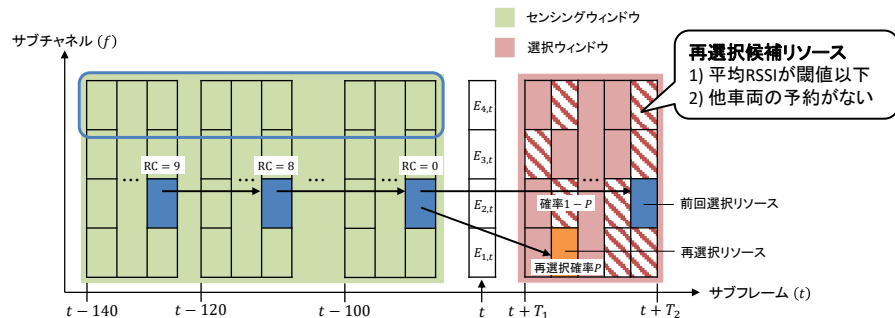 センシングウィンドウ
選択ウィンドウ
サブチャネル (f)
再選択候補リソース
1) 平均RSSIが閾値以下
2) 他車両の予約がない
E4,t
E3,t
E2,t
E1,t
RC = 9
RC = 8
RC = 0
...
...
...
...
確率1 − P
前回選択リソース
再選択リソース
再選択確率P
サブフレーム (t)
t − 140
t − 120
t − 100
t
t + T1
t + T2